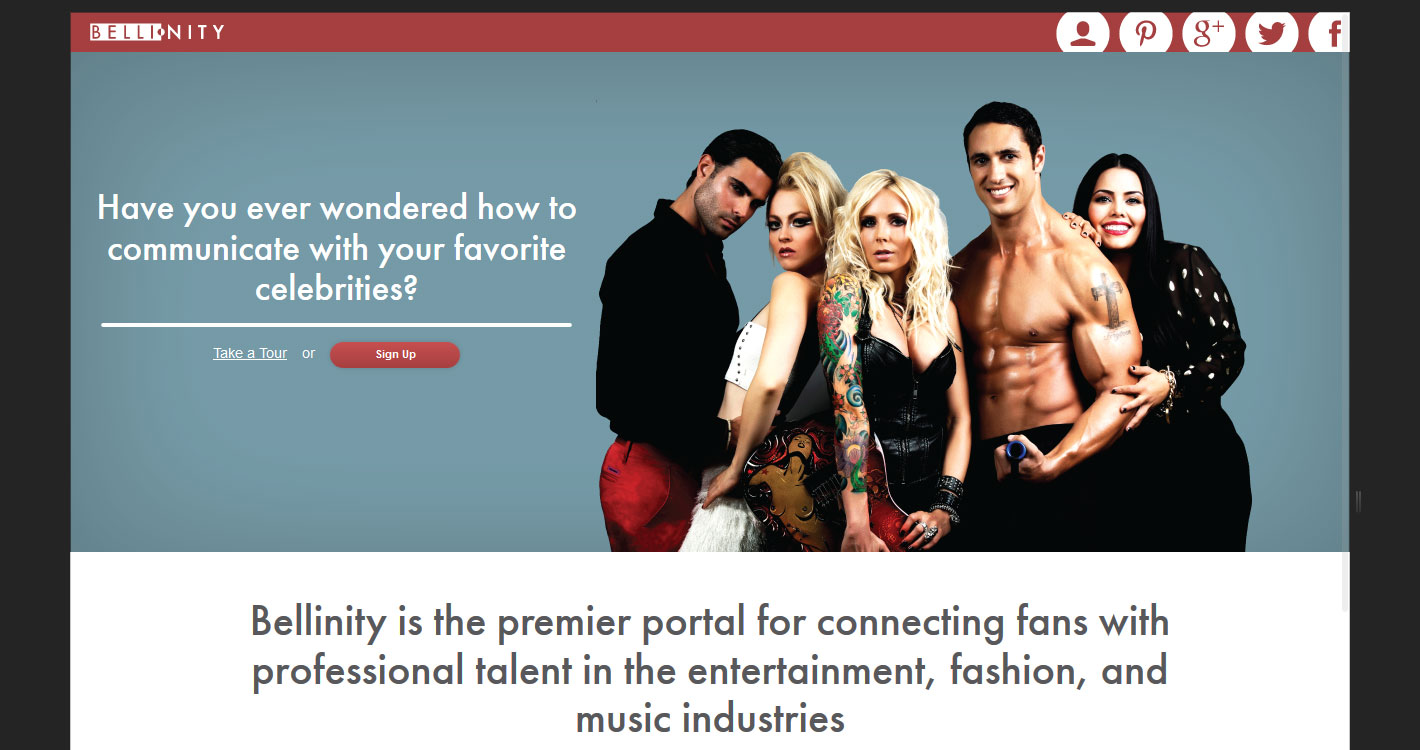 BELLINITY
Have you ever wondered how to
communicate with your favorite
celebrities?
Take a Tour or Sign Up
Bellinity is the premier portal for connecting fans with
professional talent in the entertainment, fashion, and
music industries